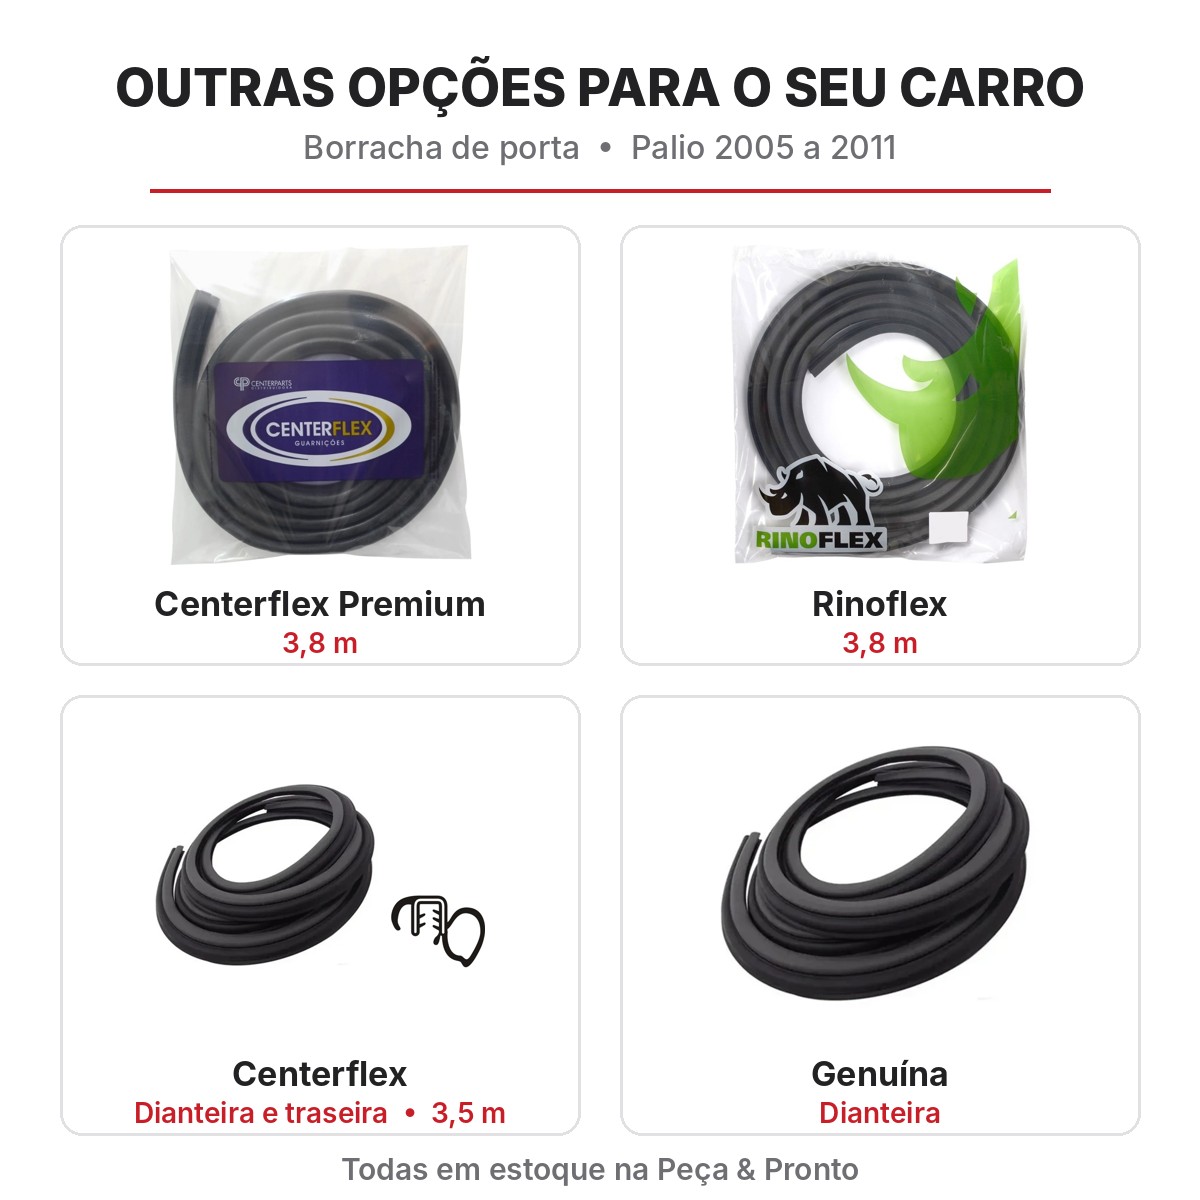 OUTRAS OPÇÕES PARA O SEU CARRO
Borracha de porta • Palio 2005 a 2011
CENTERPARTS
CENTERFLEX
GUARNIÇÕES
RINOFLEX
Centerflex Premium
3,8 m
Rinoflex
3,8 m
Centerflex
Dianteira e traseira • 3,5 m
Genuína
Dianteira
Todas em estoque na Peça & Pronto